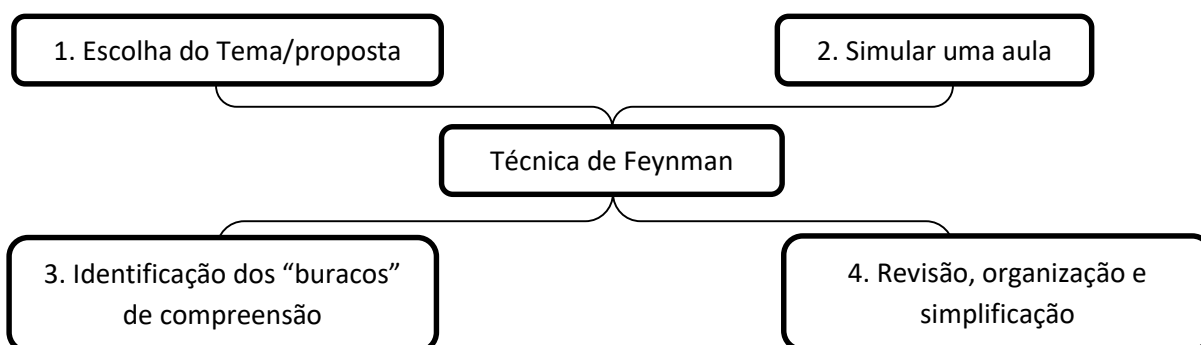 1. Escolha do Tema/proposta
2. Simular uma aula
Técnica de Feynman
3. Identificação dos “buracos”
de compreensão
4. Revisão, organização e
simplificação